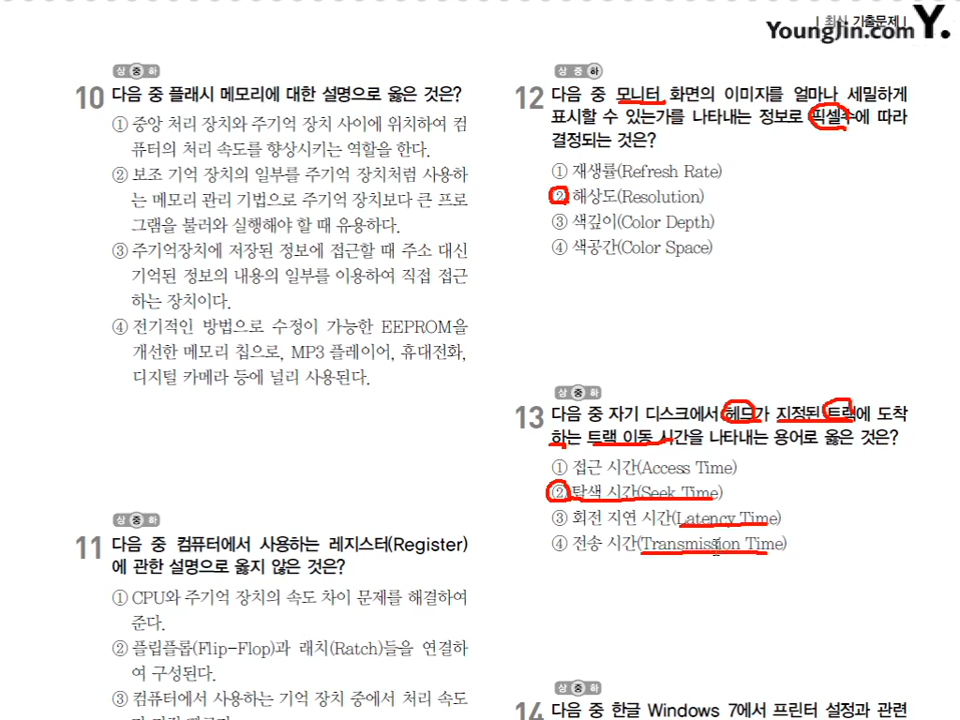 | 최신 기출문제 |
YoungJin.com Y.
상 중 하
10 다음 중 플래시 메모리에 대한 설명으로 옳은 것은?
① 중앙 처리 장치와 주기억 장치 사이에 위치하여 컴
퓨터의 처리 속도를 향상시키는 역할을 한다.
② 보조 기억 장치의 일부를 주기억 장치처럼 사용하
는 메모리 관리 기법으로 주기억 장치보다 큰 프로
그램을 불러와 실행해야 할 때 유용하다.
③ 주기억장치에 저장된 정보에 접근할 때 주소 대신
기억된 정보의 내용의 일부를 이용하여 직접 접근
하는 장치이다.
④ 전기적인 방법으로 수정이 가능한 EEPROM을
개선한 메모리 칩으로, MP3 플레이어, 휴대전화,
디지털 카메라 등에 널리 사용된다.
상 중 하
11 다음 중 컴퓨터에서 사용하는 레지스터(Register)
에 관한 설명으로 옳지 않은 것은?
① CPU와 주기억 장치의 속도 차이 문제를 해결하여
준다.
② 플립플롭(Flip-Flop)과 래치(Ratch)들을 연결하
여 구성된다.
③ 컴퓨터에서 사용하는 기억 장치 중에서 처리 속도
상 중 하
12 다음 중 모니터 화면의 이미지를 얼마나 세밀하게
표시할 수 있는가를 나타내는 정보로 픽셀수에 따라
결정되는 것은?
① 재생률(Refresh Rate)
② 해상도(Resolution)
③ 색깊이(Color Depth)
④ 색공간(Color Space)
상 중 하
13 다음 중 자기 디스크에서 헤드가 지정된 트랙에 도착
하는 트랙 이동 시간을 나타내는 용어로 옳은 것은?
① 접근 시간(Access Time)
② 탐색 시간(Seek Time)
③ 회전 지연 시간(Latency Time)
④ 전송 시간(Transmission Time)
상 중 하
14 다음 중 한글 Windows 7에서 프린터 설정과 관련